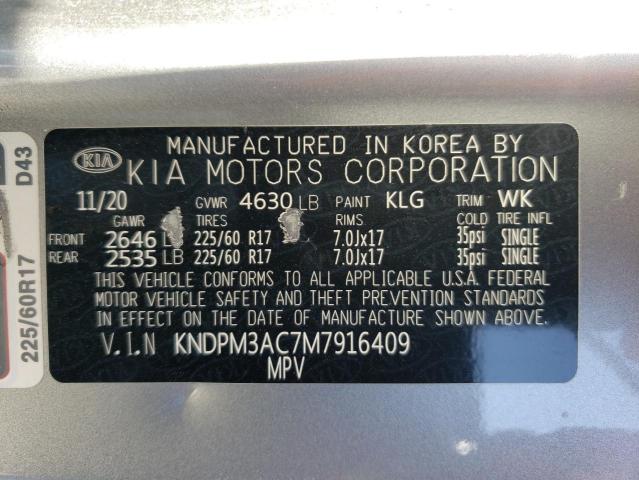 MANUFACTURED IN KOREA BY
KIA KIA MOTORS CORPORATION
11/20 GVWR 4630 LB PAINT KLG TRIM WK
GAWR TIRES RIMS COLD TIRE INFL
FRONT 2646 225/60 R17 7.0Jx17 35psi SINGLE
REAR 2535 LB 225/60 R17 7.0Jx17 35psi SINGLE
THIS VEHICLE CONFORMS TO ALL APPLICABLE U.S.A. FEDERAL
MOTOR VEHICLE SAFETY AND THEFT PREVENTION STANDARDS
IN EFFECT ON THE DATE OF MANUFACTURE SHOWN ABOVE.
V.I.N KNDPM3AC7M7916409
MPV
D43
225/60R17